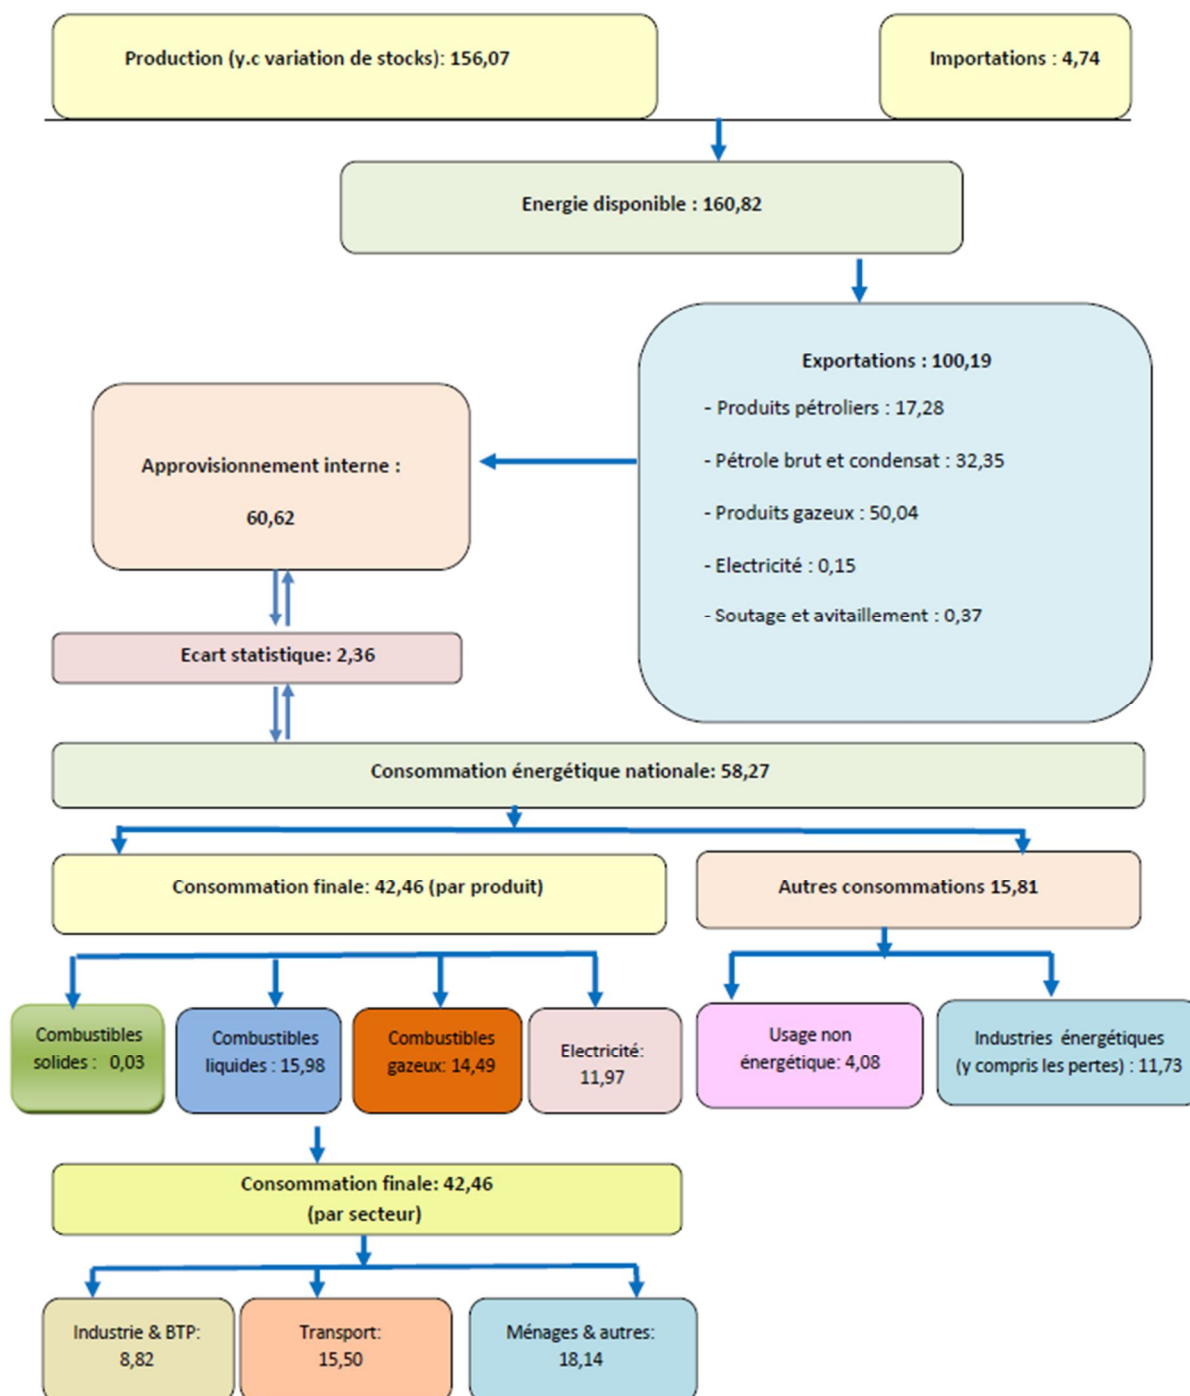 Production (y.c variation de stocks): 156,07
Importations : 4,74
Energie disponible : 160,82
Exportations : 100,19
- Produits pétroliers : 17,28
- Pétrole brut et condensat : 32,35
- Produits gazeux : 50,04
- Electricité : 0,15
- Soutage et avitaillement : 0,37
Approvisionnement interne :
60,62
Ecart statistique: 2,36
Consommation énergétique nationale: 58,27
Consommation finale: 42,46 (par produit)
Autres consommations 15,81
Combustibles
solides : 0,03
Combustibles
liquides : 15,98
Combustibles
gazeux: 14,49
Electricité:
11,97
Usage non
énergétique: 4,08
Industries énergétiques
(y compris les pertes) : 11,73
Consommation finale: 42,46
(par secteur)
Industrie & BTP:
8,82
Transport:
15,50
Ménages & autres:
18,14